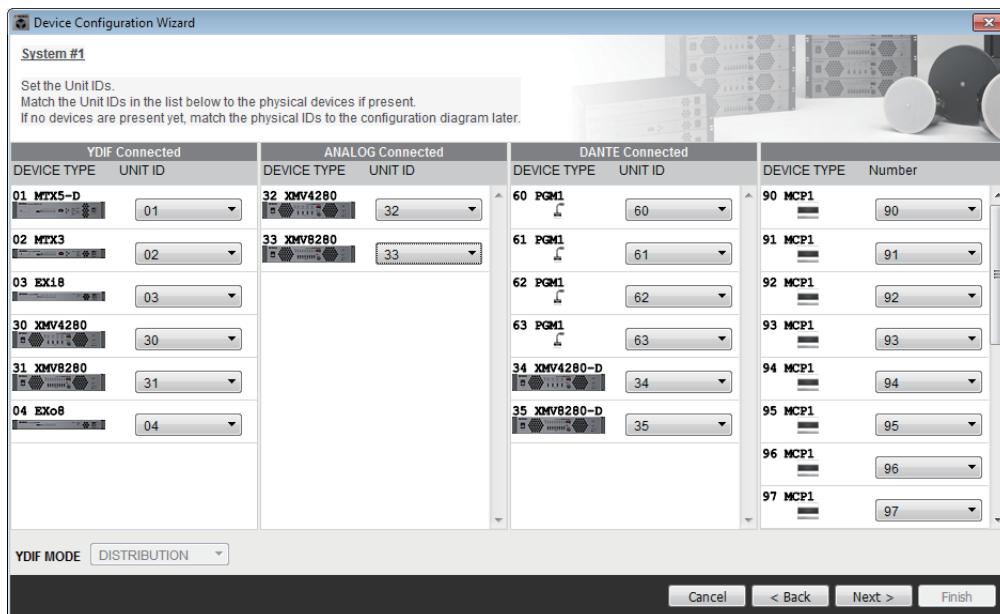 Device Configuration Wizard
System #1
Set the Unit IDs.
Match the Unit IDs in the list below to the physical devices if present.
If no devices are present yet, match the physical IDs to the configuration diagram later.
YDIF Connected
DEVICE TYPE UNIT ID
01 MTX5-D
01
02 MTX3
02
03 EXi8
03
30 XMV4280
30
31 XMV8280
31
04 EXo8
04
ANALOG Connected
DEVICE TYPE UNIT ID
32 XMV4280
32
33 XMV8280
33
DANTE Connected
DEVICE TYPE UNIT ID
60 PGM1
60
61 PGM1
61
62 PGM1
62
63 PGM1
63
34 XMV4280-D
34
35 XMV8280-D
35
DEVICE TYPE Number
90 MCP1
90
91 MCP1
91
92 MCP1
92
93 MCP1
93
94 MCP1
94
95 MCP1
95
96 MCP1
96
97 MCP1
97
YDIF MODE DISTRIBUTION
Cancel < Back Next > Finish